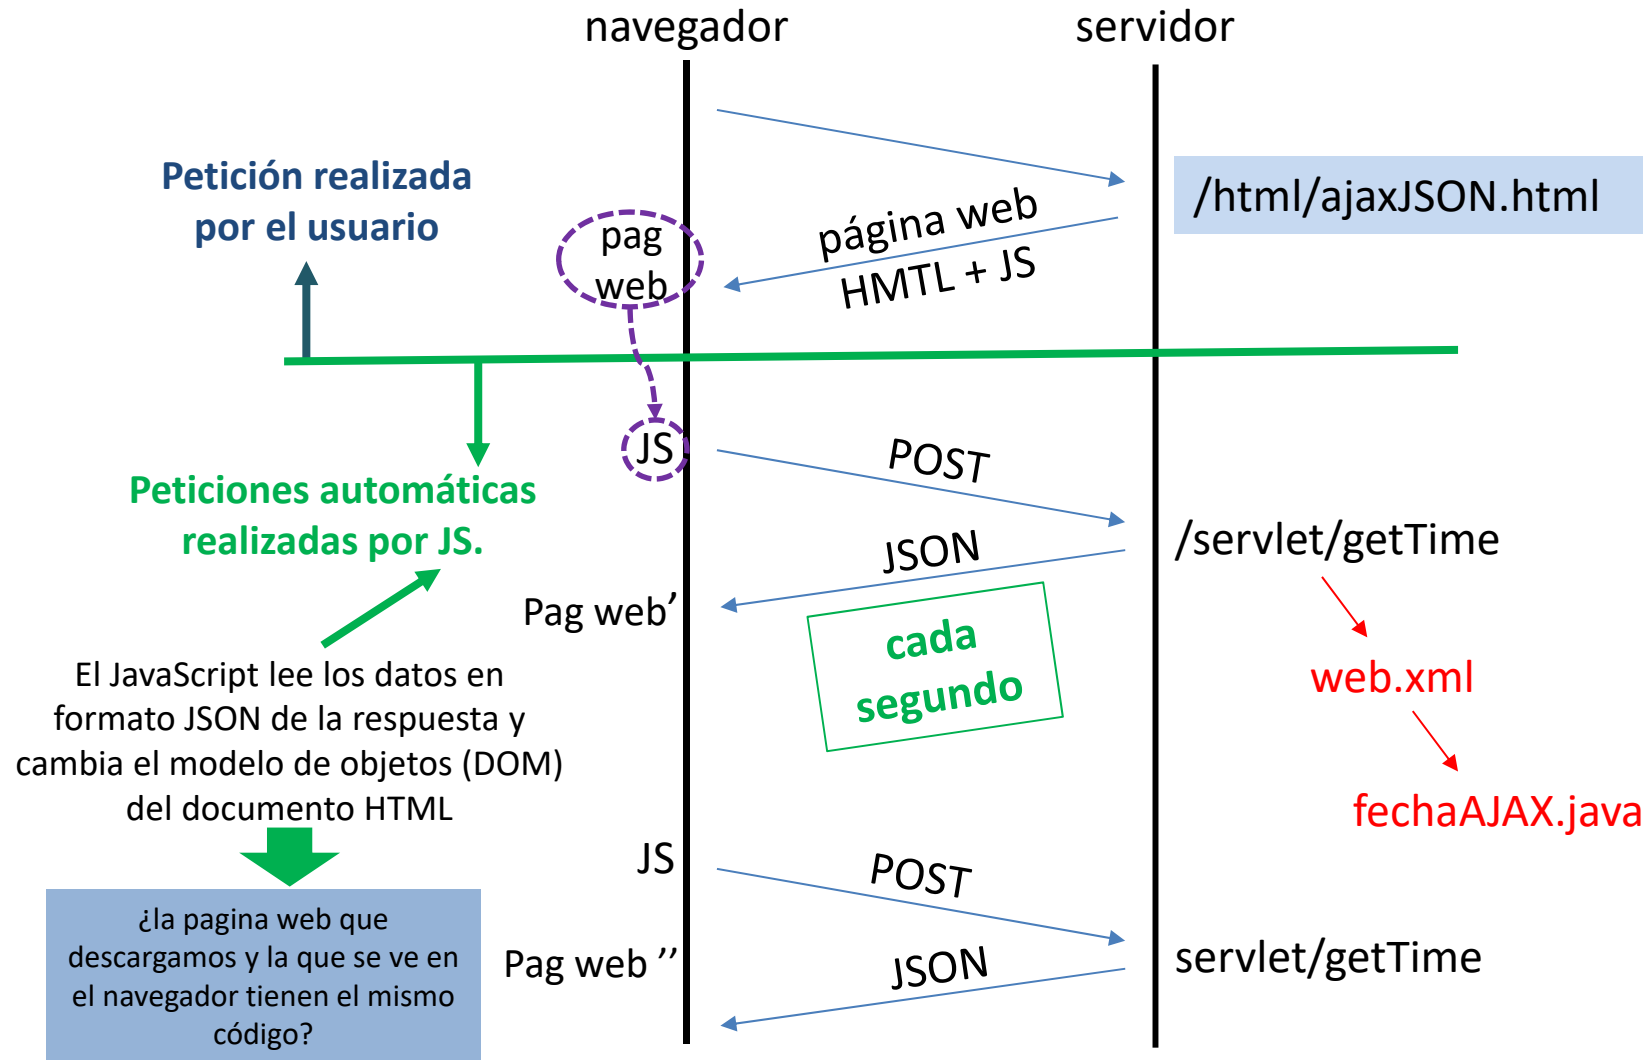 navegador
servidor
Petición realizada
por el usuario
/html/ajaxJSON.html
página web
HMTL + JS
pag
web
JS
POST
Peticiones automáticas
realizadas por JS.
JSON
/servlet/getTime
Pag web’
cada
segundo
El JavaScript lee los datos en
formato JSON de la respuesta y
cambia el modelo de objetos (DOM)
del documento HTML
web.xml
fechaAJAX.java
JS
POST
¿la pagina web que
descargamos y la que se ve en
el navegador tienen el mismo
código?
Pag web ’’
JSON
servlet/getTime